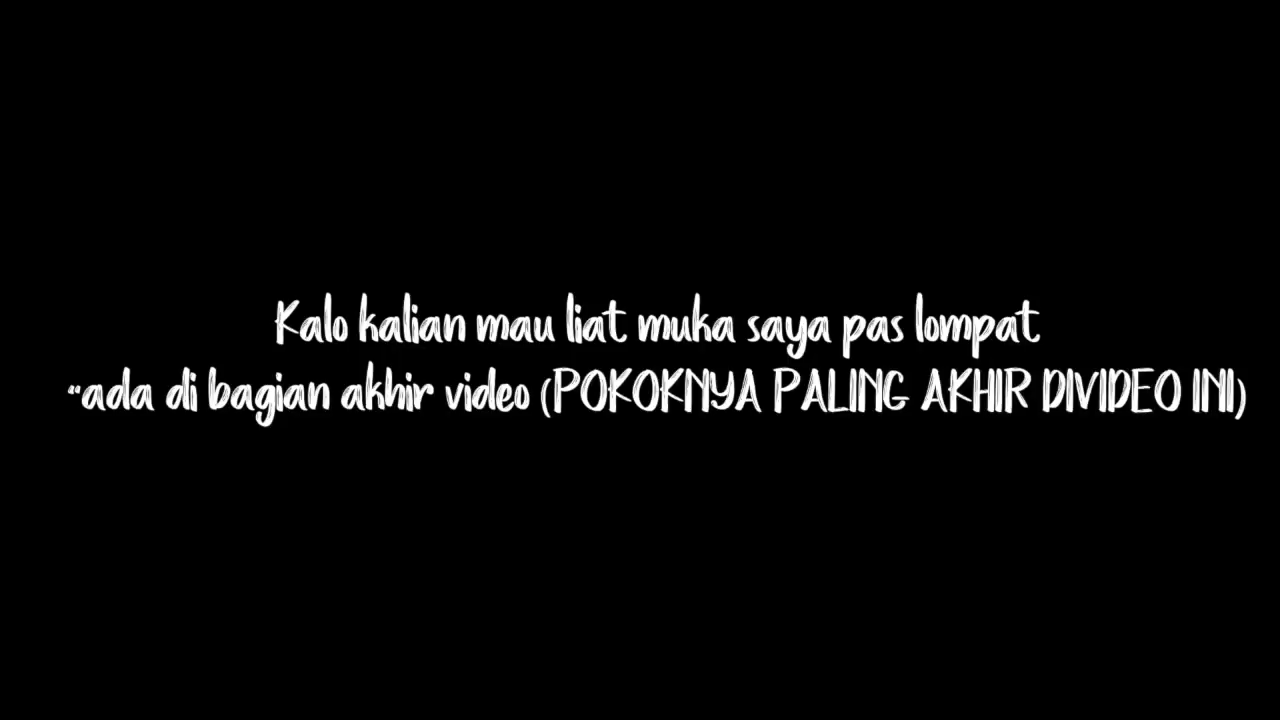 Kalo kalian mau liat muka saya pas lompat
“ada di bagian akhir video (POKOKNYA PALING AKHIR DIVIDEO INI)